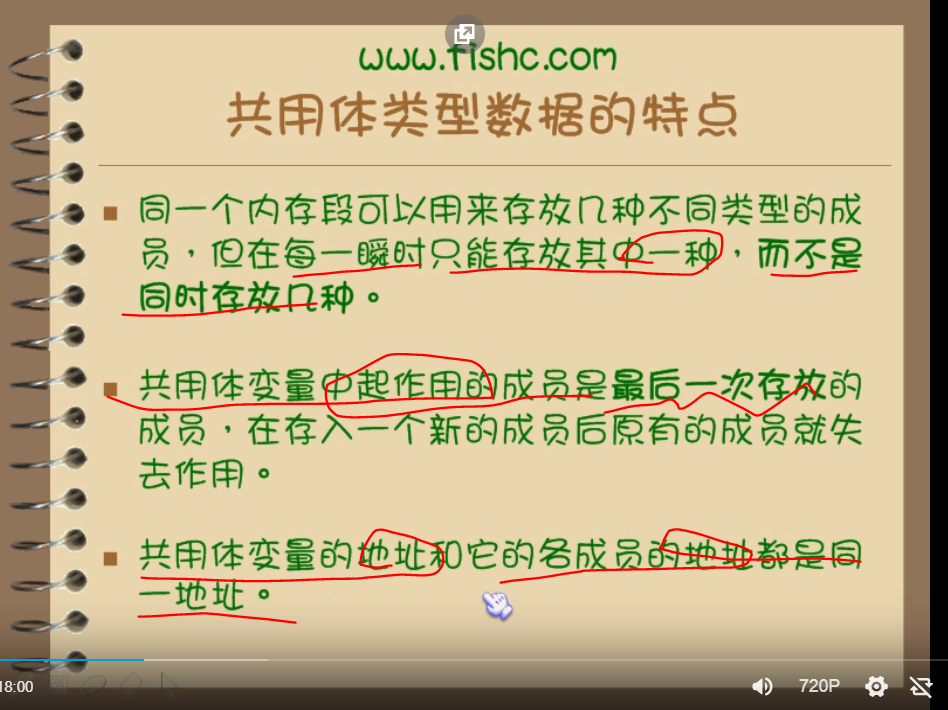 www.fishc.com
共用体类型数据的特点
同一个内存段可以用来存放几种不同类型的成
员，但在每一瞬时只能存放其中一种，而不是
同时存放几种。
共用体变量中起作用的成员是最后一次存放的
成员，在存入一个新的成员后原有的成员就失
去作用。
共用体变量的地址和它的各成员的地址都是同
一地址。
18:00
720P